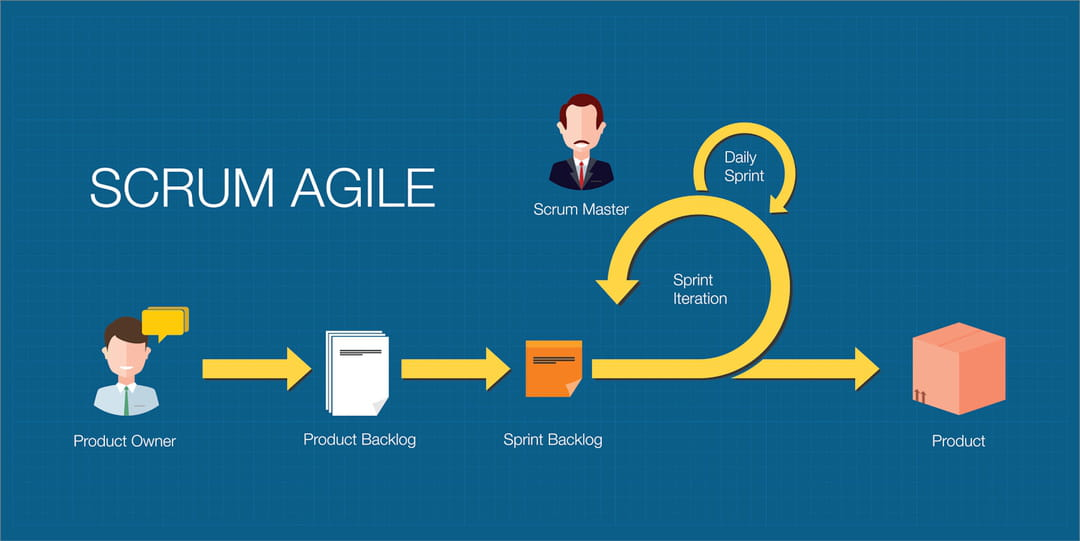 SCRUM AGILE
Scrum Master
Daily
Sprint
Sprint
Iteration
Product Owner
Product Backlog
Sprint Backlog
Product